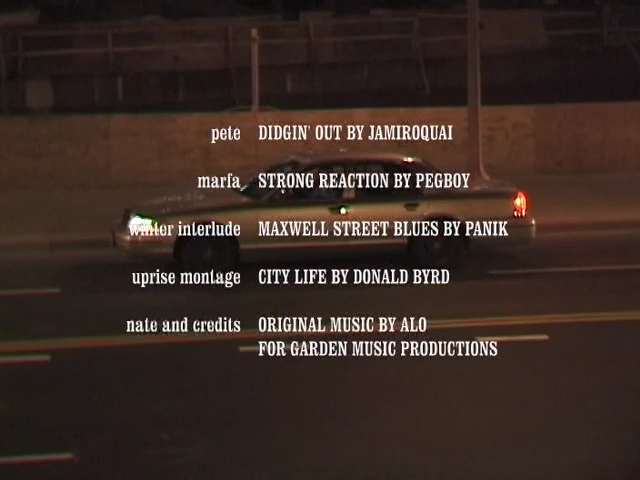 pete DIDGIN' OUT BY JAMIROQUAI
marfa STRONG REACTION BY PEGBOY
winter interlude MAXWELL STREET BLUES BY PANIK
uprise montage CITY LIFE BY DONALD BYRD
nate and credits ORIGINAL MUSIC BY ALO
FOR GARDEN MUSIC PRODUCTIONS